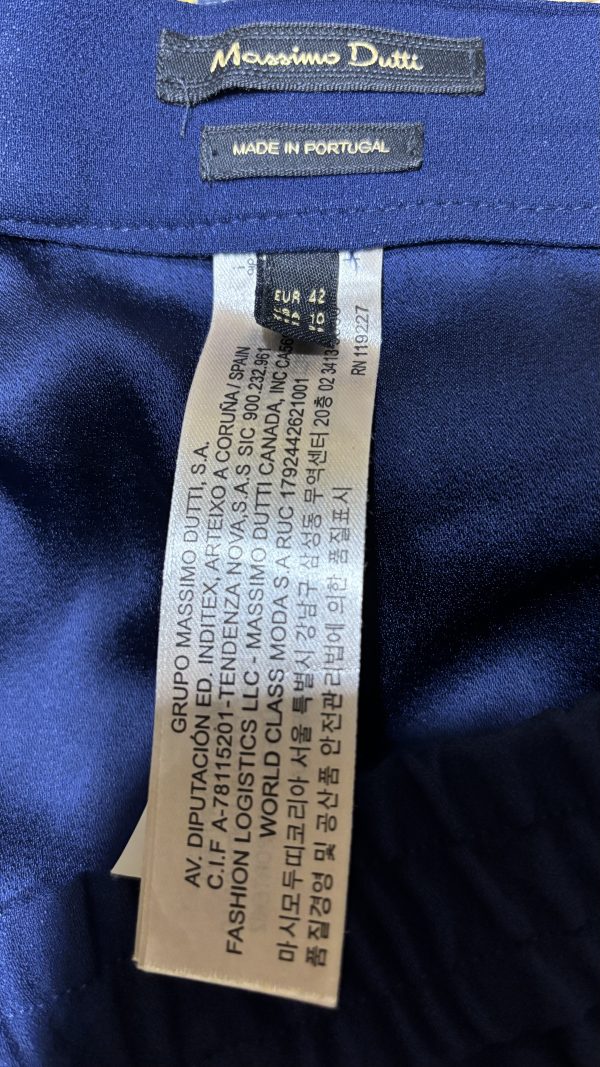 Massimo Dutti
MADE IN PORTUGAL
EUR 42
USA 10
GRUPO MASSIMO DUTTI, S.A.
AV. DIPUTACIÓN ED. INDITEX, ARTEIXO A CORUÑA / SPAIN
C.I.F A-78115201-TENDENZA NOVA,S.A.S SIC 900.232.961
FASHION LOGISTICS LLC - MASSIMO DUTTI CANADA, INC
WORLD CLASS MODA S A RUC 1792442621001
마시모두띠코리아 서울 특별시 강남구 삼성동 무역센터 20층 02 3413
품질경영 및 공산품 안전관리법에 의한 품질표시
RN 119227